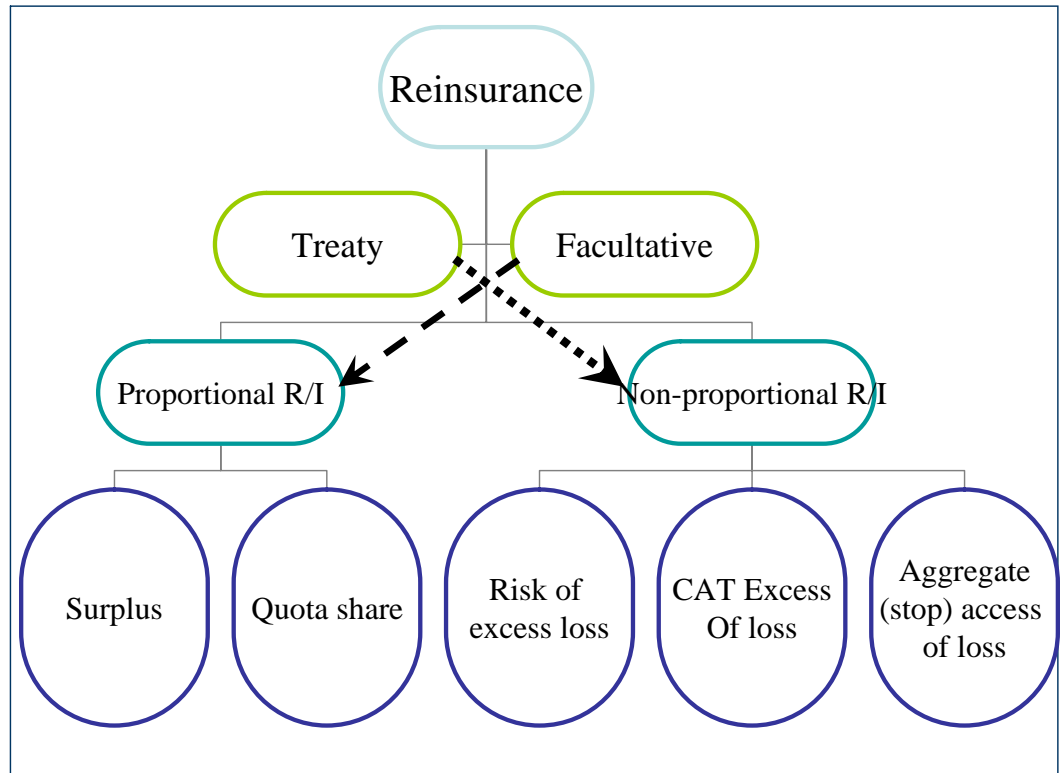 Reinsurance
Treaty
Facultative
Proportional R/I
Non-proportional R/I
Surplus
Quota share
Risk of
excess loss
CAT Excess
Of loss
Aggregate
(stop) access
of loss